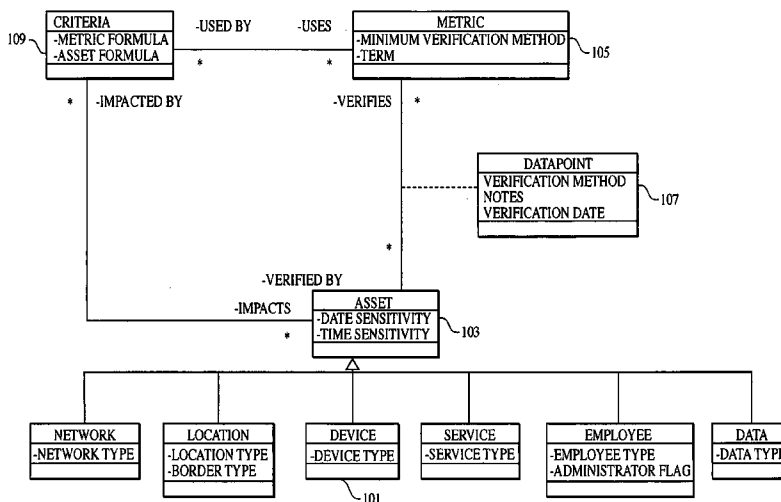 CRITERIA
-METRIC FORMULA
-ASSET FORMULA
109
-USED BY
-USES
*
*
METRIC
-MINIMUM VERIFICATION METHOD
-TERM
105
*
-IMPACTED BY
-VERIFIES
*
DATAPOINT
VERIFICATION METHOD
NOTES
VERIFICATION DATE
107
*
-VERIFIED BY
-IMPACTS
*
ASSET
-DATE SENSITIVITY
-TIME SENSITIVITY
103
NETWORK
-NETWORK TYPE
LOCATION
-LOCATION TYPE
-BORDER TYPE
DEVICE
-DEVICE TYPE
101
SERVICE
-SERVICE TYPE
EMPLOYEE
-EMPLOYEE TYPE
-ADMINISTRATOR FLAG
DATA
-DATA TYPE